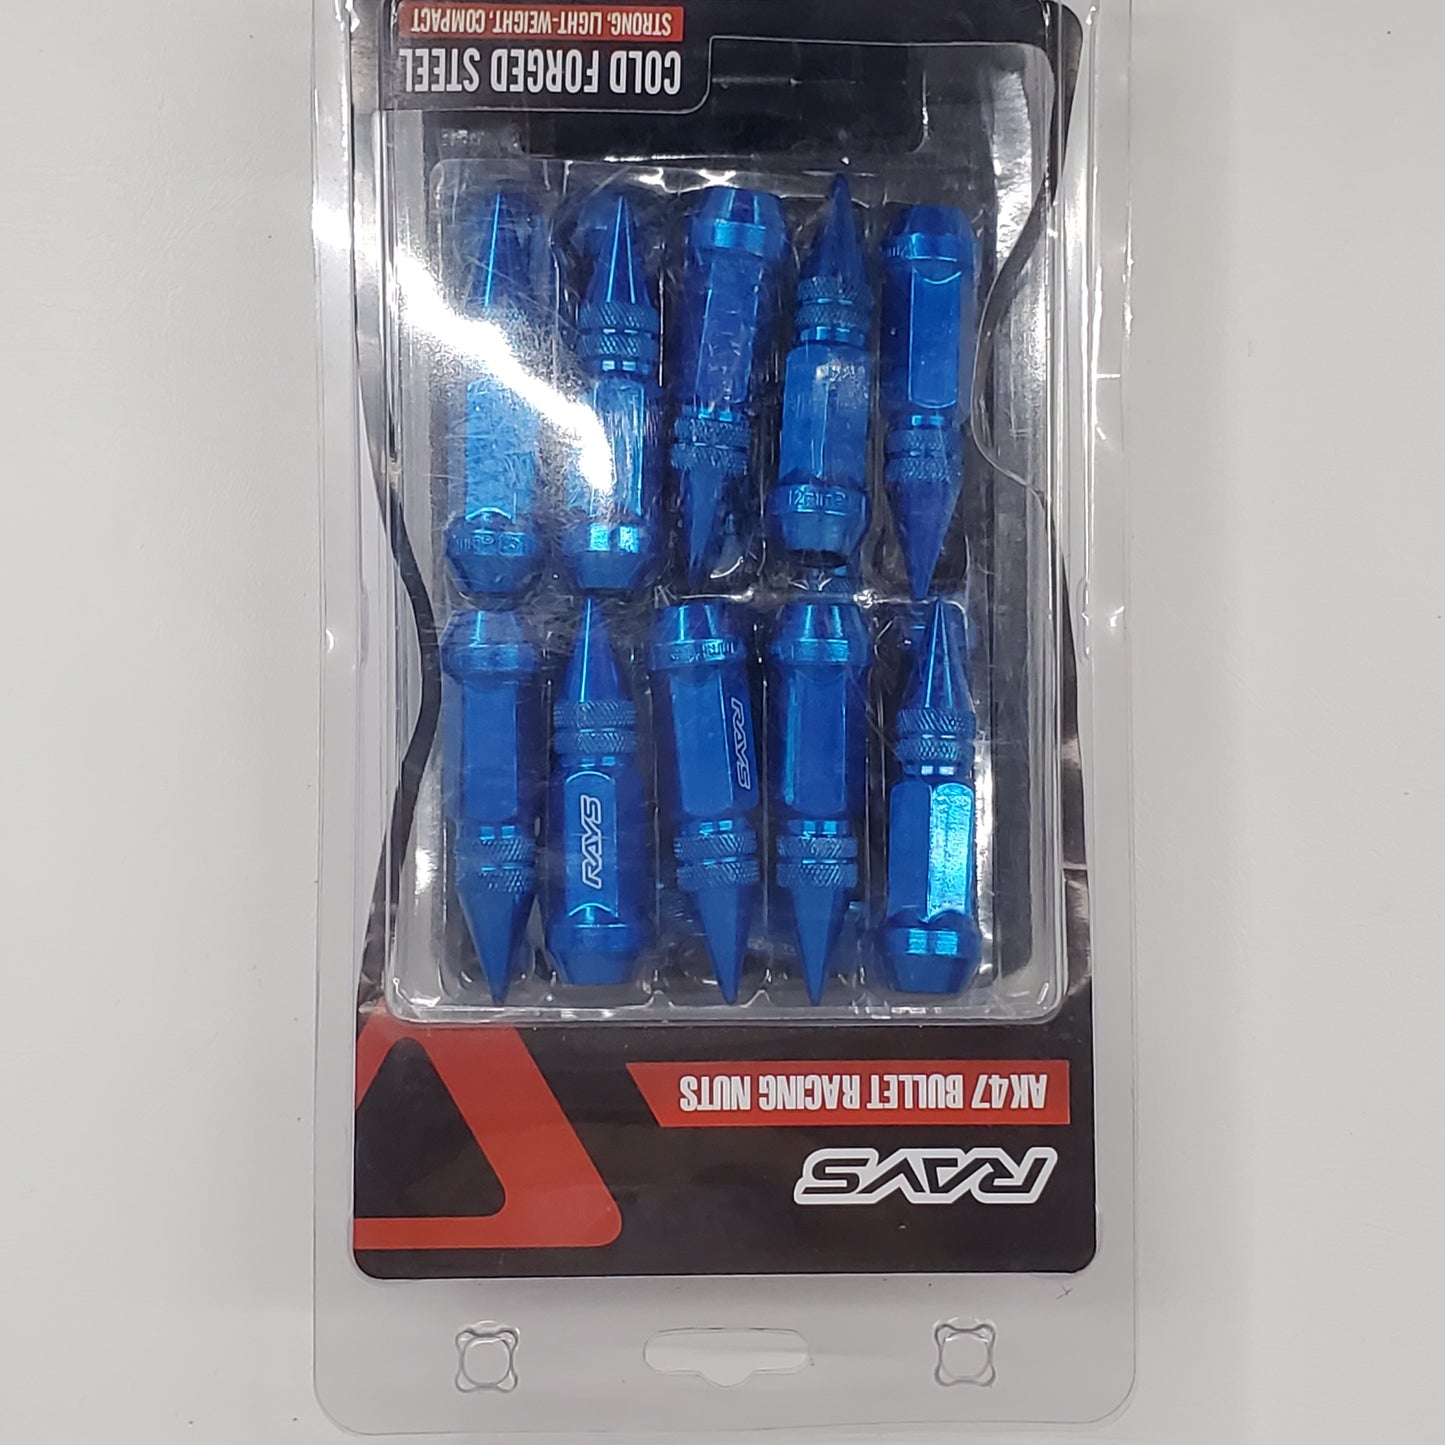 RAYS
AK47 BULLET RACING NUTS
RAYS
RAYS
COLD FORGED STEEL
STRONG, LIGHT-WEIGHT, COMPACT